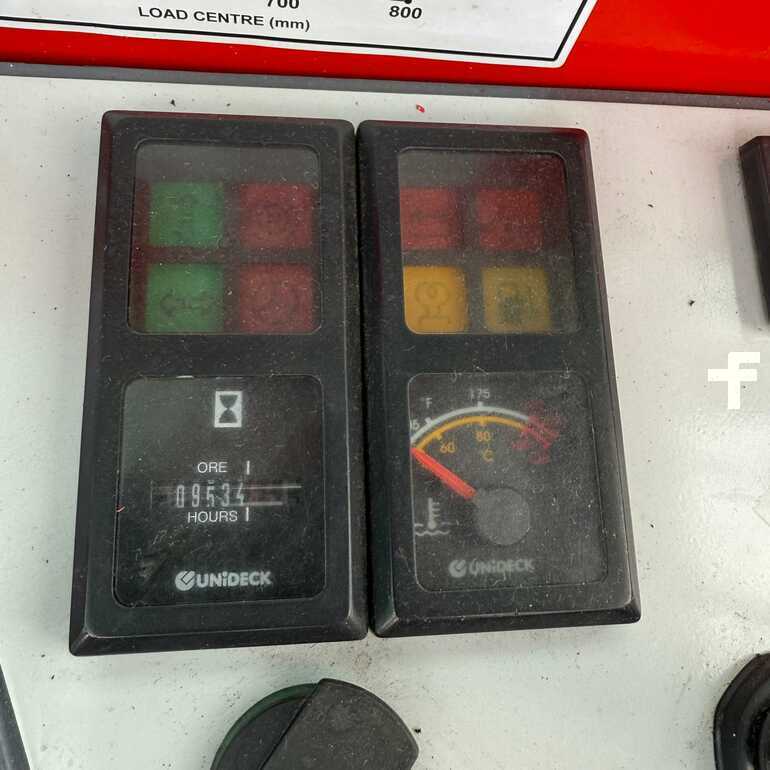 700
LOAD CENTRE (mm)
800
ORE
09534
HOURS
UNiDECK
°F
175
60
80
°C
UNiDECK